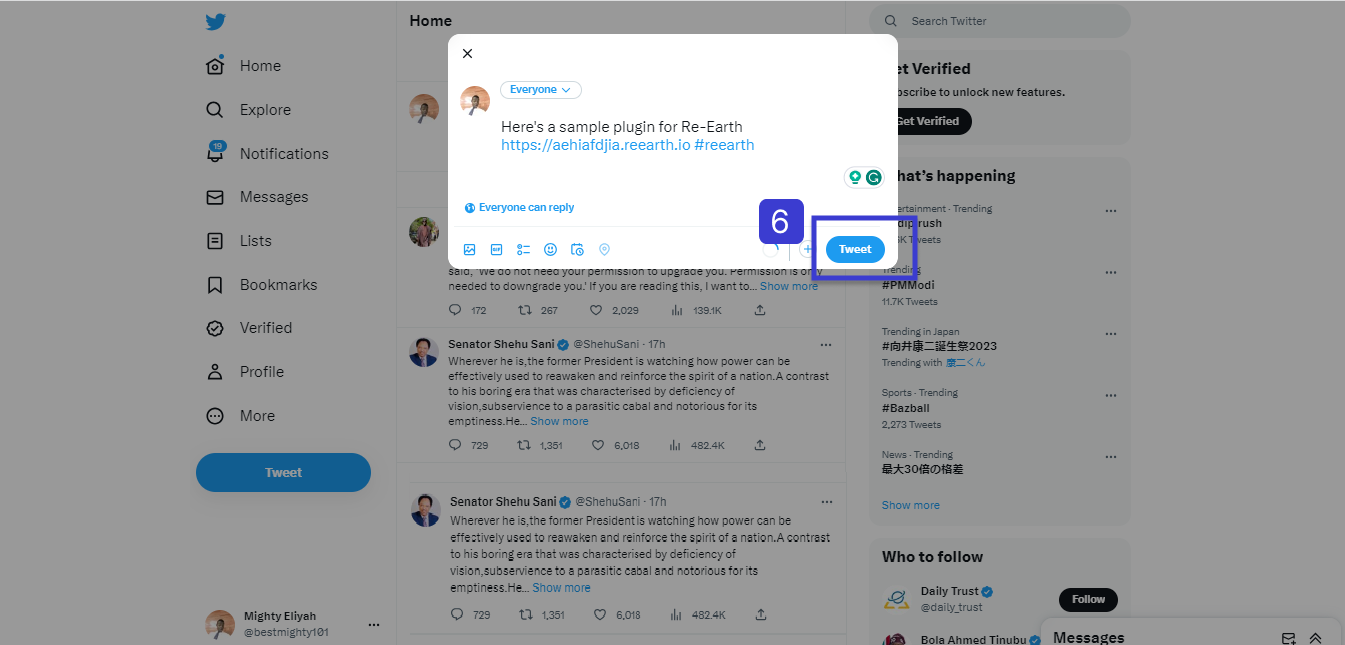 Home
Explore
19
Notifications
Messages
Lists
Bookmarks
Verified
Profile
More
Tweet
Mighty Eliyah
@bestmighty101
Home
Everyone
Here's a sample plugin for Re-Earth
https://aehiafdjia.reearth.io #reearth
Everyone can reply
GIF
6
Tweet
said, 'We do not need your permission to upgrade you. Permission is only
needed to downgrade you.' If you are reading this, I want to... Show more
172 267 2,029 139.1K
Senator Shehu Sani @ShehuSani · 17h
Wherever he is,the former President is watching how power can be
effectively used to reawaken and reinforce the spirit of a nation.A contrast
to his boring era that was characterised by deficiency of
vision,subservience to a parasitic cabal and notorious for its
emptiness.He... Show more
729 1,351 6,018 482.4K
Senator Shehu Sani @ShehuSani · 17h
Wherever he is,the former President is watching how power can be
effectively used to reawaken and reinforce the spirit of a nation.A contrast
to his boring era that was characterised by deficiency of
vision,subservience to a parasitic cabal and notorious for its
emptiness.He... Show more
729 1,351 6,018 482.4K
Search Twitter
et Verified
bscribe to unlock new features.
Get Verified
hat's happening
ertainment · Trending
rush
K Tweets
Trending
#PMModi
11.7K Tweets
Trending in Japan
#向井康二誕生祭2023
Trending with 康二くん
Sports · Trending
#Bazball
2,273 Tweets
News · Trending
最大30倍の格差
Show more
Who to follow
Daily Trust
@daily_trust
Follow
Bola Ahmed Tinubu
Messages